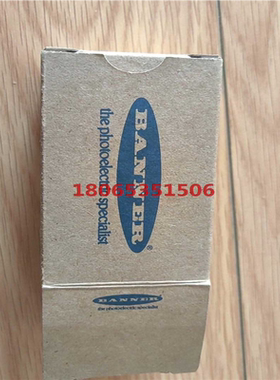 BANNER®
the photoelectric specialist
18065351506
BANNER
the photoelectric specialist